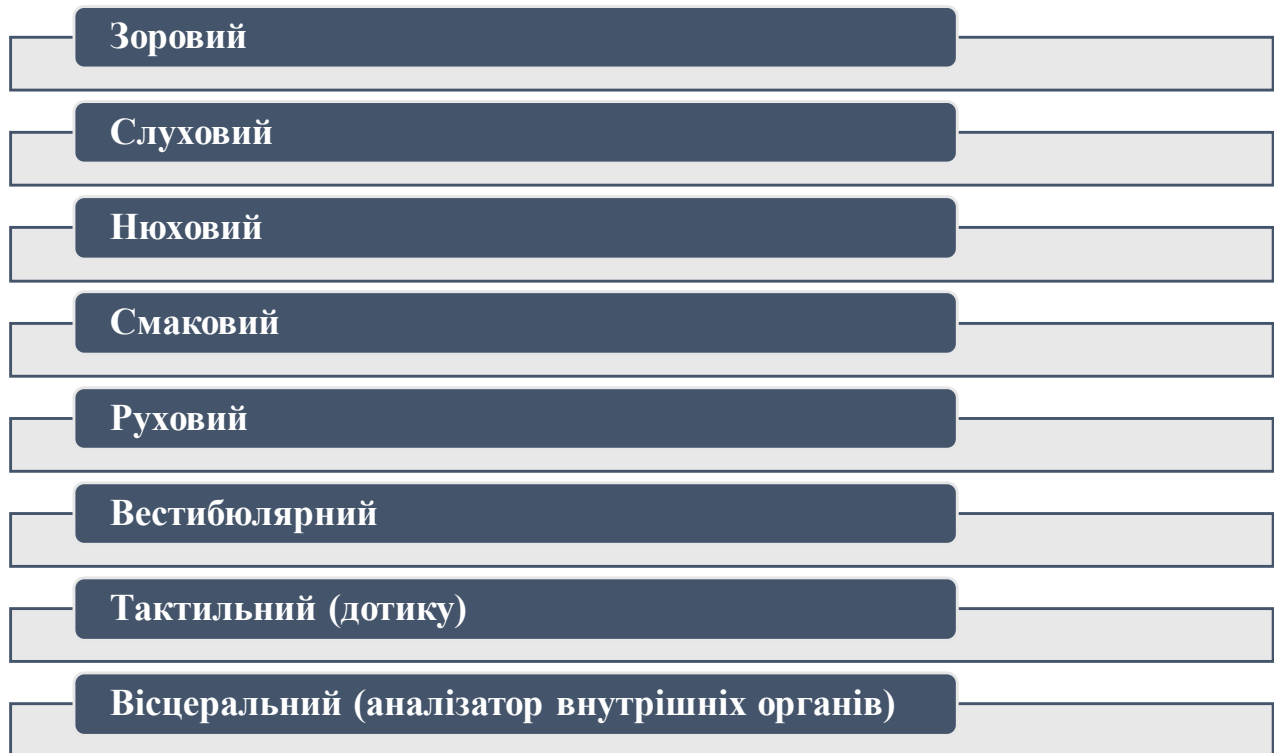 Зоровий
Слуховий
Нюховий
Смаковий
Руховий
Вестибюлярний
Тактильний (дотику)
Вісцеральний (аналізатор внутрішніх органів)